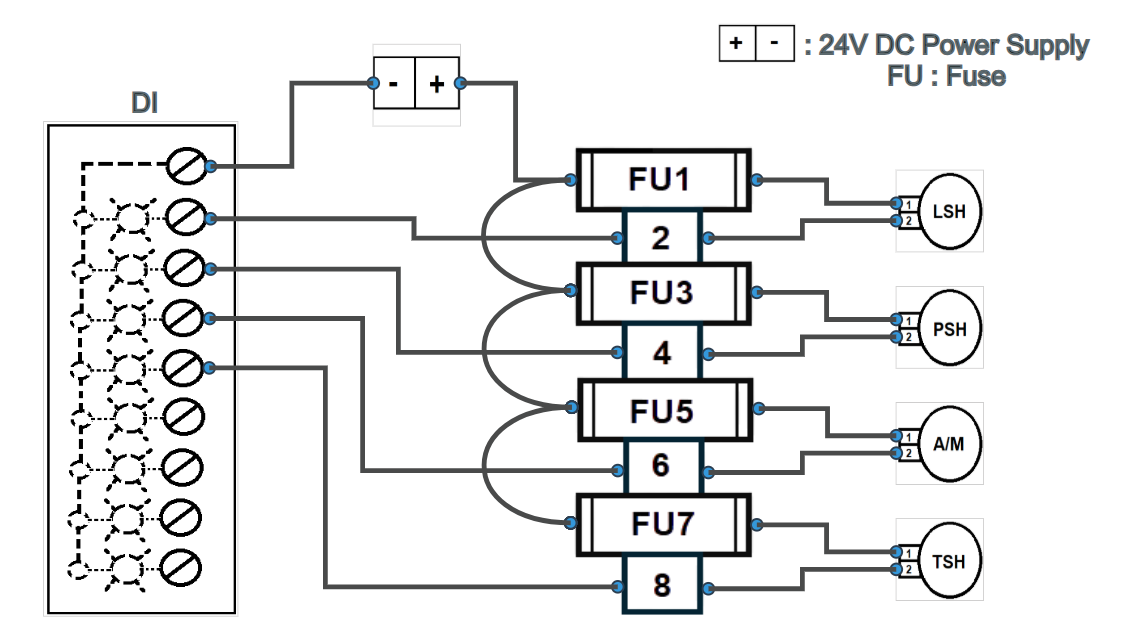 + - : 24V DC Power Supply
FU : Fuse
DI
- +
FU1
1
2
LSH
2
FU3
1
2
PSH
4
FU5
1
2
A/M
6
FU7
1
2
TSH
8